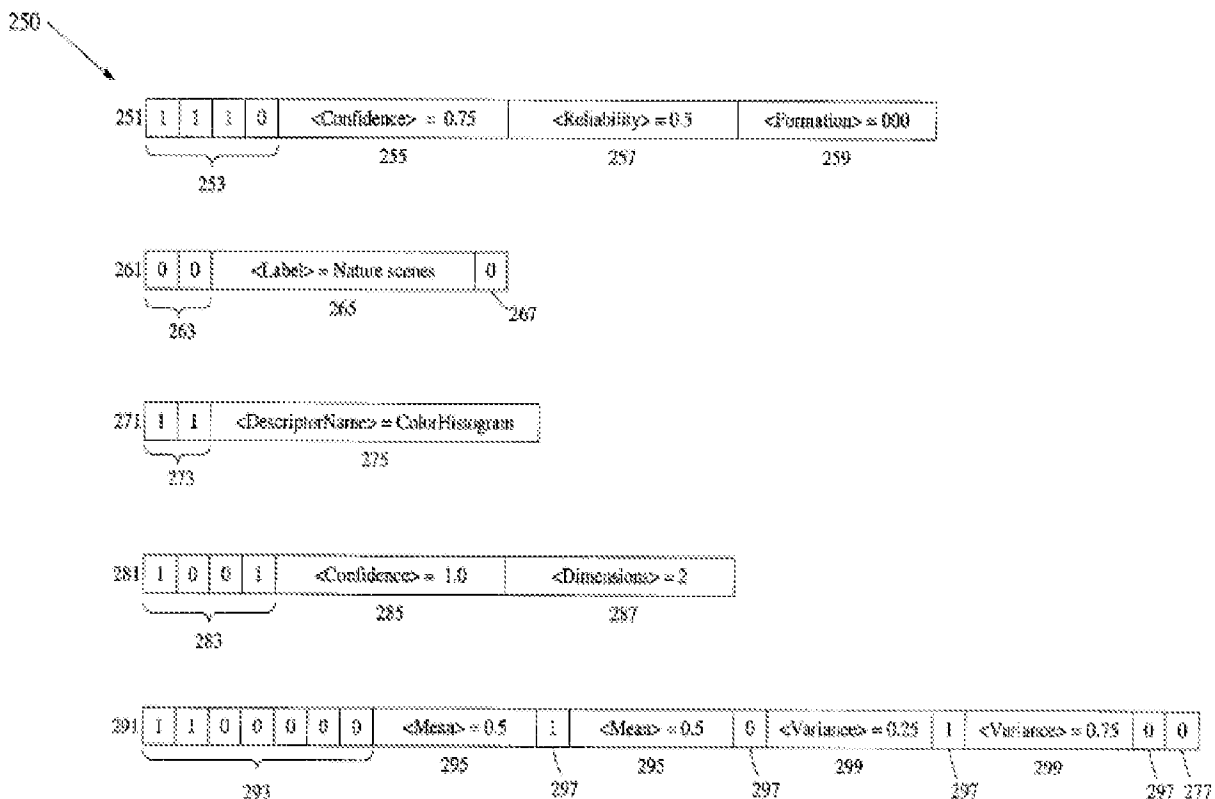 250
251 1 1 1 0 <Confidence> = 0.75 <Reliability> = 0.5 <Formation> = 000
253 255 257 259
261 0 0 <Label> = Nature scenes 0
263 265 267
271 1 1 <DescriptorName> = ColorHistogram
273 275
281 1 0 0 1 <Confidence> = 1.0 <Dimensions> = 2
283 285 287
291 1 1 0 0 0 0 0 <Mean> = 0.5 1 <Mean> = 0.5 0 <Variance> = 0.25 1 <Variance> = 0.75 0 0
293 295 297 295 297 299 297 299 297 277